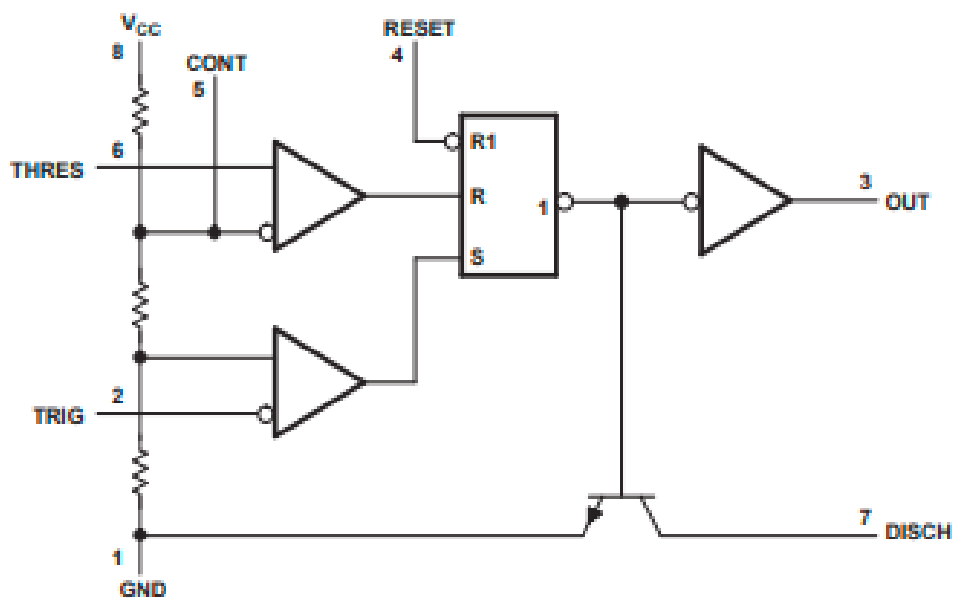 VCC
8
RESET
4
CONT
5
R1
THRES
6
R
1
3
OUT
S
TRIG
2
7
DISCH
1
GND